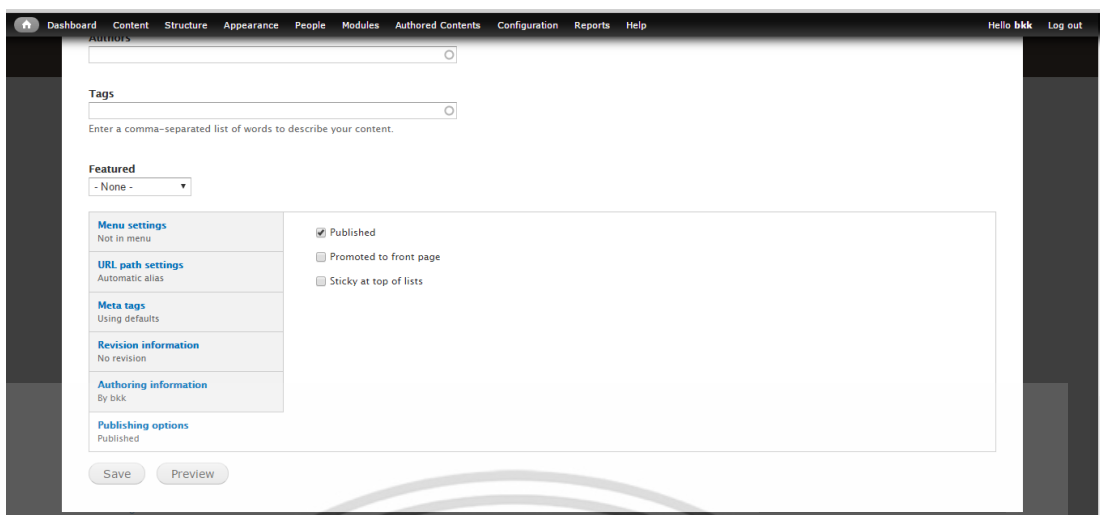 Dashboard Content Structure Appearance People Modules Authored Contents Configuration Reports Help Hello bkk Log out
Authors
Tags
Enter a comma-separated list of words to describe your content.
Featured
- None -
Menu settings
Not in menu
URL path settings
Automatic alias
Meta tags
Using defaults
Revision information
No revision
Authoring information
By bkk
Publishing options
Published
Published
Promoted to front page
Sticky at top of lists
Save Preview